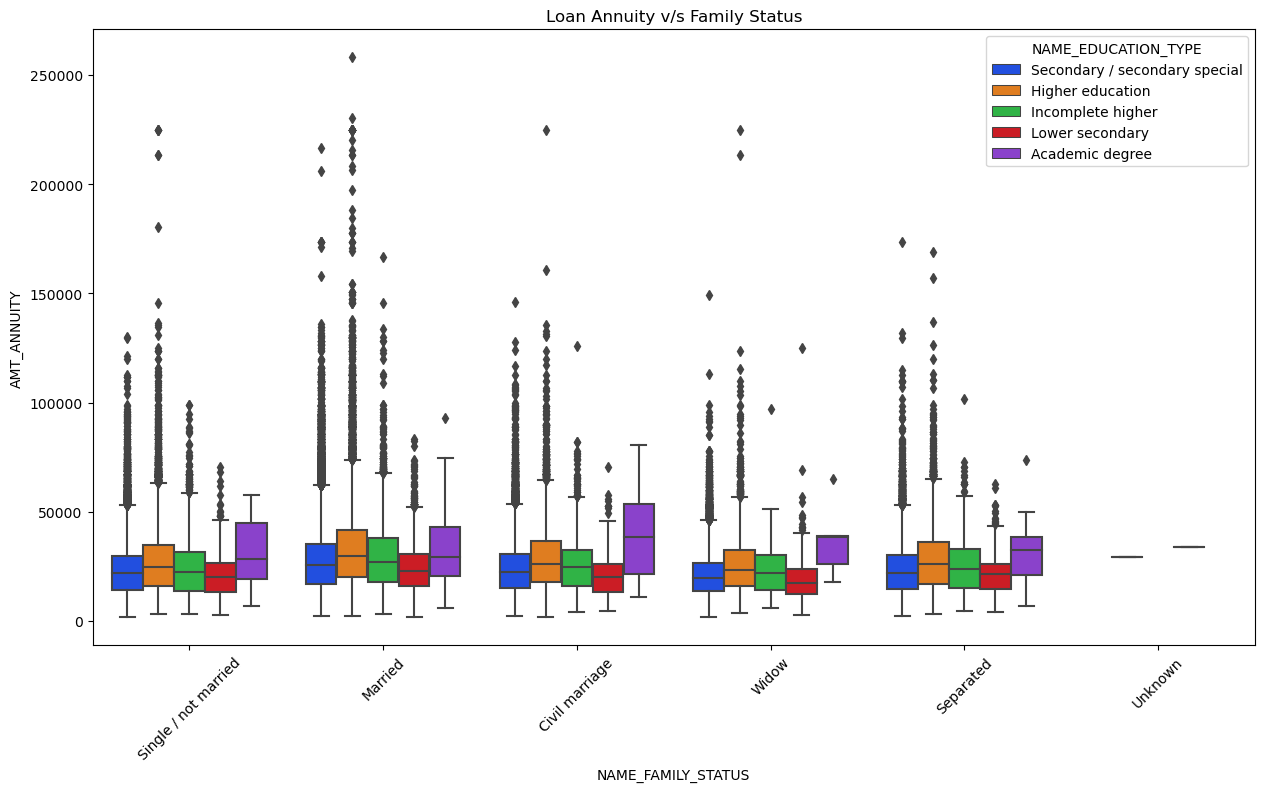 Loan Annuity v/s Family Status
NAME_EDUCATION_TYPE
Secondary / secondary special
Higher education
Incomplete higher
Lower secondary
Academic degree
250000
200000
150000
100000
50000
0
AMT_ANNUITY
Single / not married
Married
Civil marriage
Widow
Separated
Unknown
NAME_FAMILY_STATUS